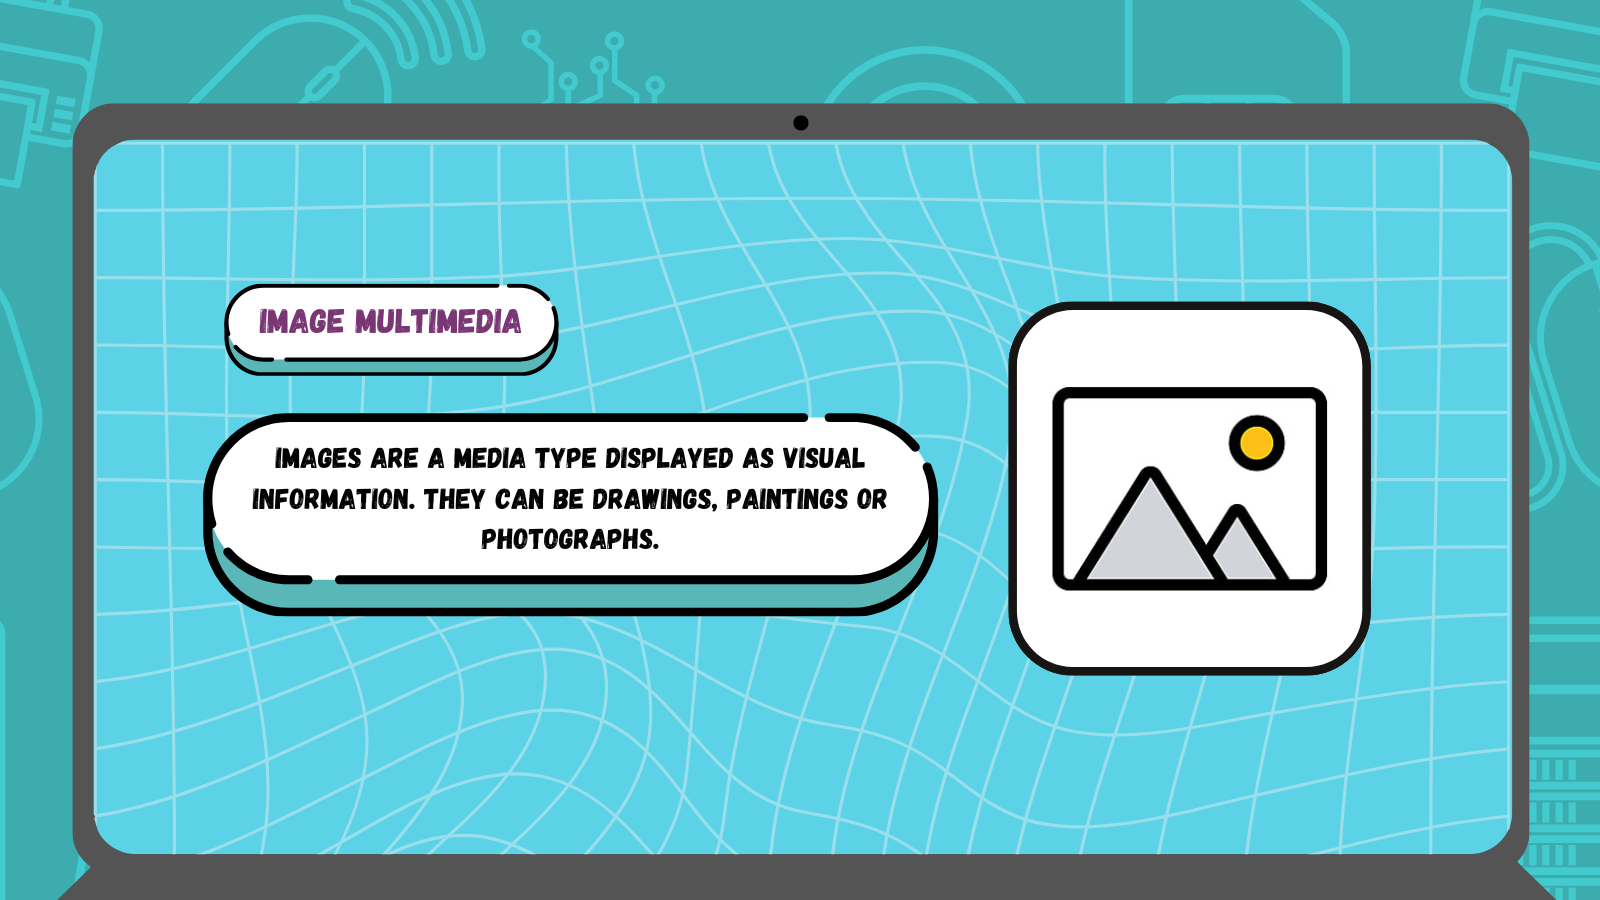 IMAGE MULTIMEDIA
IMAGES ARE A MEDIA TYPE DISPLAYED AS VISUAL
INFORMATION. THEY CAN BE DRAWINGS, PAINTINGS OR
PHOTOGRAPHS.